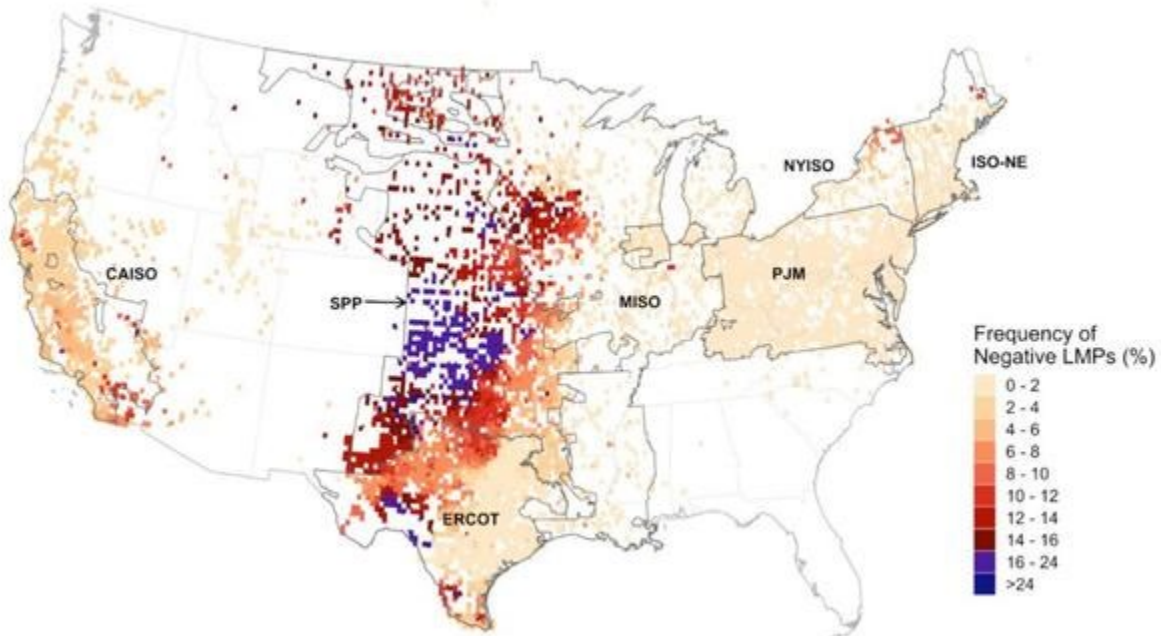 NYISO
ISO-NE
CAISO
PJM
SPP
MISO
ERCOT
Frequency of
Negative LMPs (%)
0 - 2
2 - 4
4 - 6
6 - 8
8 - 10
10 - 12
12 - 14
14 - 16
16 - 24
>24